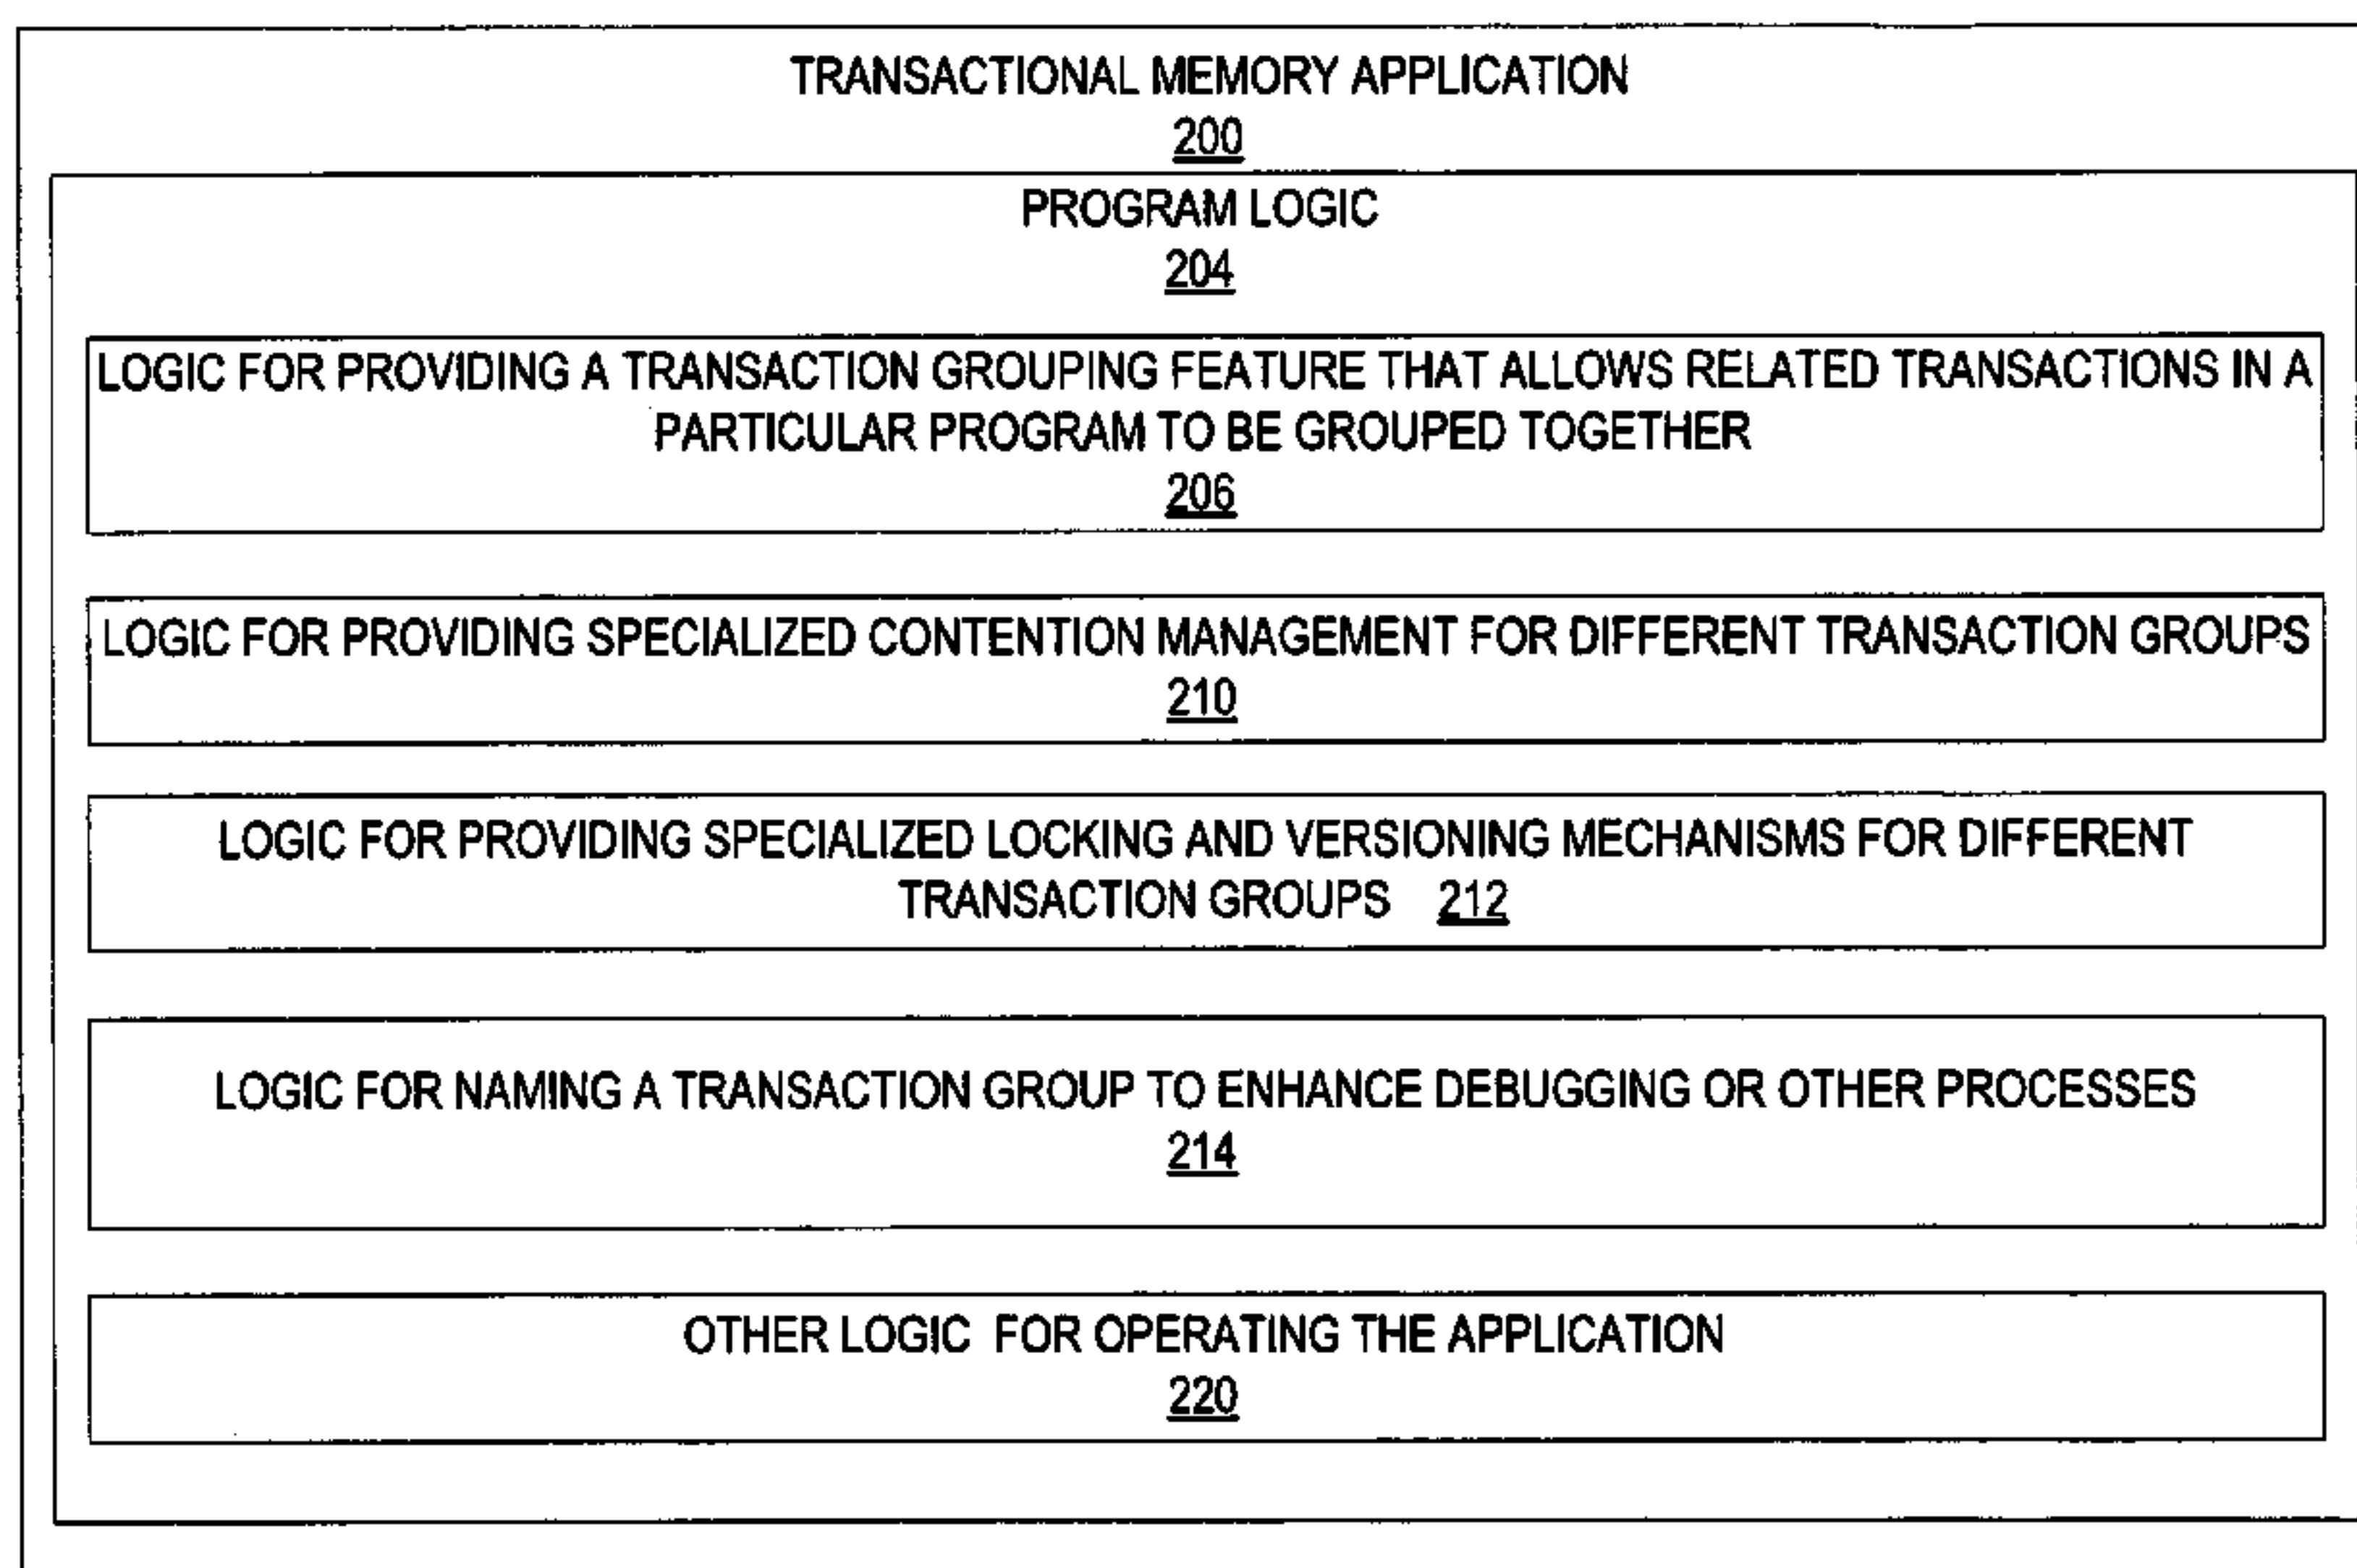 TRANSACTIONAL MEMORY APPLICATION
200
PROGRAM LOGIC
204
LOGIC FOR PROVIDING A TRANSACTION GROUPING FEATURE THAT ALLOWS RELATED TRANSACTIONS IN A
PARTICULAR PROGRAM TO BE GROUPED TOGETHER
206
LOGIC FOR PROVIDING SPECIALIZED CONTENTION MANAGEMENT FOR DIFFERENT TRANSACTION GROUPS
210
LOGIC FOR PROVIDING SPECIALIZED LOCKING AND VERSIONING MECHANISMS FOR DIFFERENT
TRANSACTION GROUPS 212
LOGIC FOR NAMING A TRANSACTION GROUP TO ENHANCE DEBUGGING OR OTHER PROCESSES
214
OTHER LOGIC FOR OPERATING THE APPLICATION
220